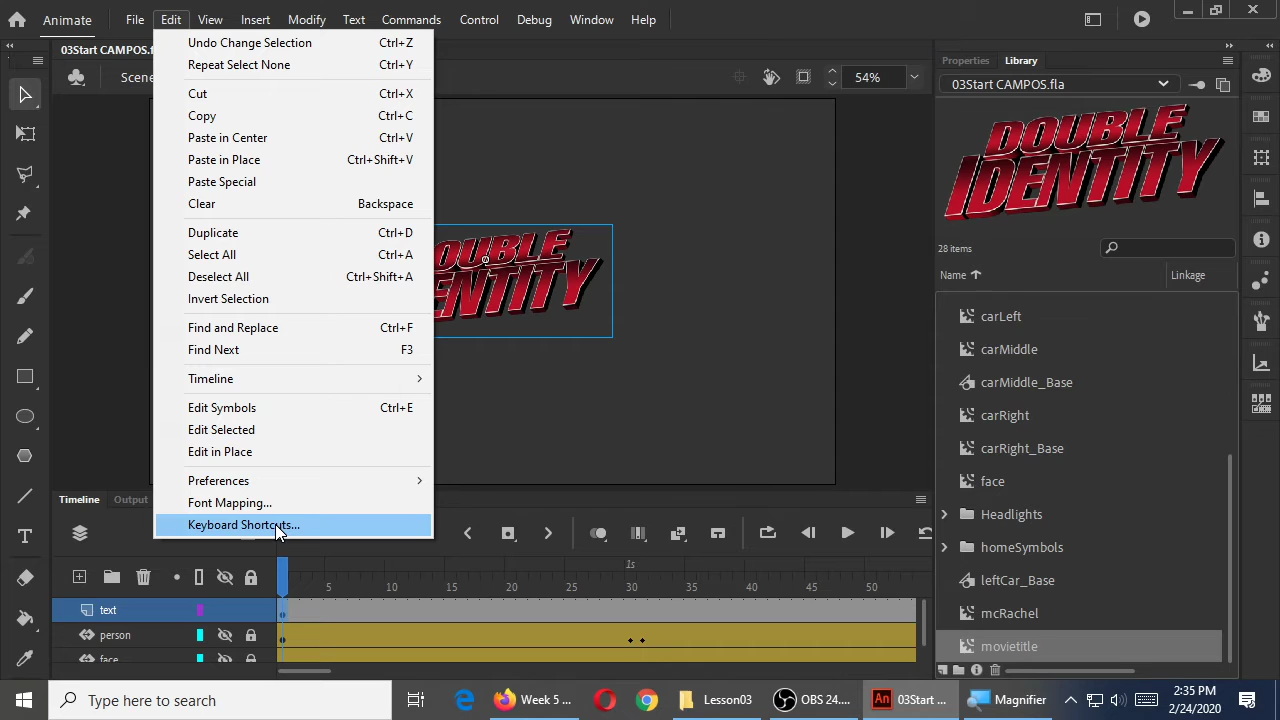 Animate File Edit View Insert Modify Text Commands Control Debug Window Help
03Start CAMPOS.f
Undo Change Selection Ctrl+Z
Repeat Select None Ctrl+Y
Cut Ctrl+X
Copy Ctrl+C
Paste in Center Ctrl+V
Paste in Place Ctrl+Shift+V
Paste Special
Clear Backspace
Duplicate Ctrl+D
Select All Ctrl+A
Deselect All Ctrl+Shift+A
Invert Selection
Find and Replace Ctrl+F
Find Next F3
Timeline
Edit Symbols Ctrl+E
Edit Selected
Edit in Place
Preferences
Font Mapping...
Keyboard Shortcuts...
Scene
54%
OUBLE
ENTITY
Properties Library
03Start CAMPOS.fla
DOUBLE
IDENTITY
28 items
Name Linkage
carLeft
carMiddle
carMiddle_Base
carRight
carRight_Base
face
Headlights
homeSymbols
leftCar_Base
mcRachel
movietitle
Timeline Output
1s
5 10 15 20 25 30 35 40 45 50
text
person
face
Type here to search
Week 5 ...
Lesson03
OBS 24....
An 03Start ...
Magnifier
2:35 PM
2/24/2020